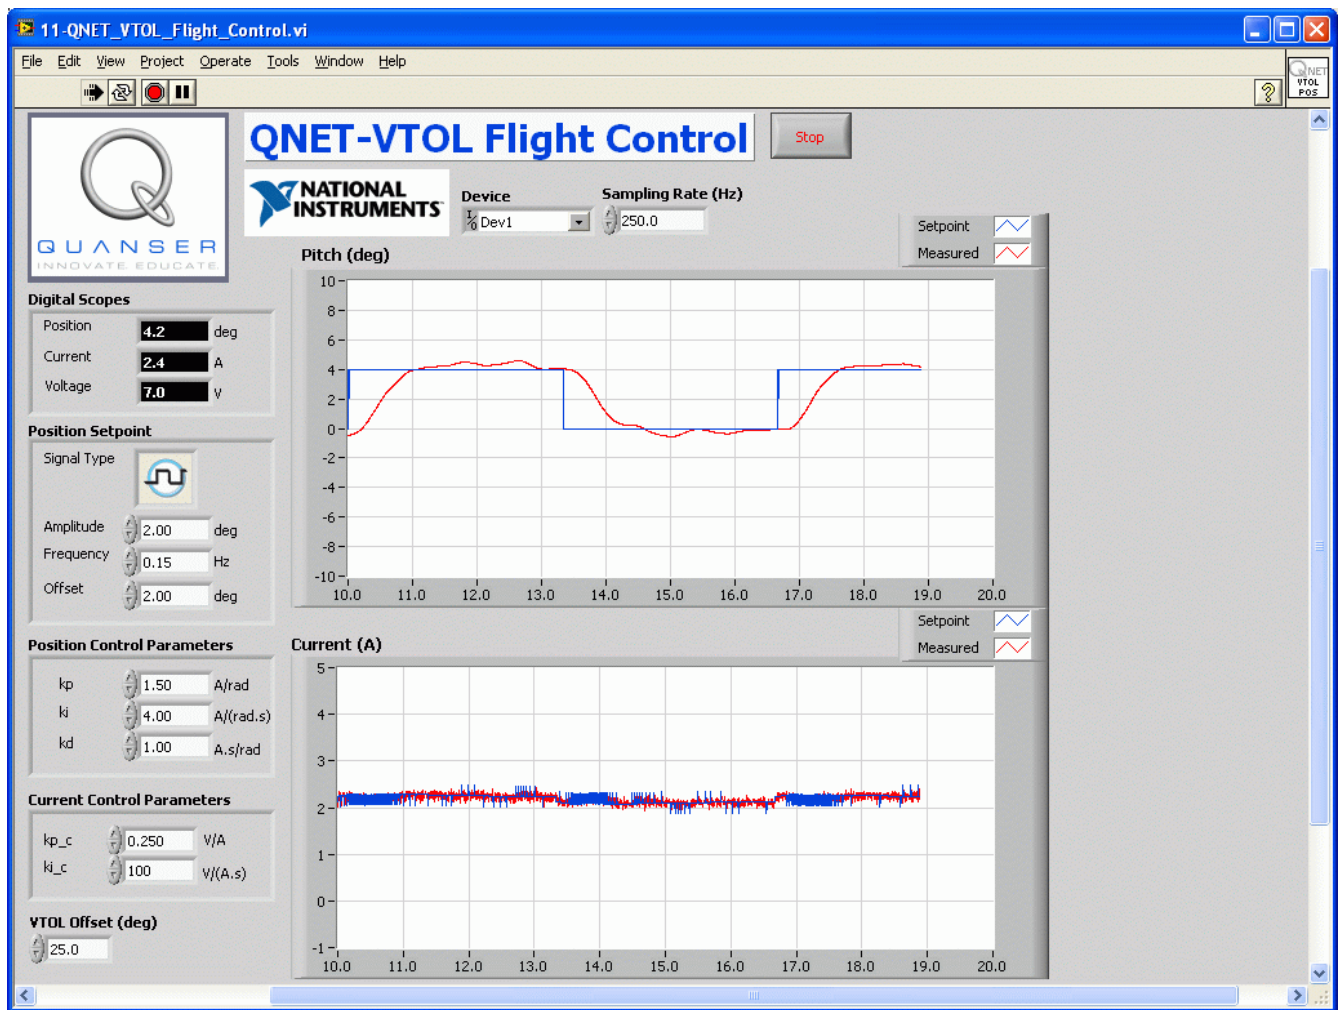 11-QNET_VTOL_Flight_Control.vi
File Edit View Project Operate Tools Window Help
QNET
VTOL
POS
QUANSER
INNOVATE. EDUCATE.
QNET-VTOL Flight Control
Stop
NATIONAL
INSTRUMENTS
Device
Dev1
Sampling Rate (Hz)
250.0
Digital Scopes
Position 4.2 deg
Current 2.4 A
Voltage 7.0 V
Position Setpoint
Signal Type
Amplitude 2.00 deg
Frequency 0.15 Hz
Offset 2.00 deg
Position Control Parameters
kp 1.50 A/rad
ki 4.00 A/(rad.s)
kd 1.00 A.s/rad
Current Control Parameters
kp_c 0.250 V/A
ki_c 100 V/(A.s)
VTOL Offset (deg)
25.0
Pitch (deg)
Setpoint
Measured
10
8
6
4
2
0
-2
-4
-6
-8
-10
10.0 11.0 12.0 13.0 14.0 15.0 16.0 17.0 18.0 19.0 20.0
Current (A)
Setpoint
Measured
5
4
3
2
1
0
-1
10.0 11.0 12.0 13.0 14.0 15.0 16.0 17.0 18.0 19.0 20.0